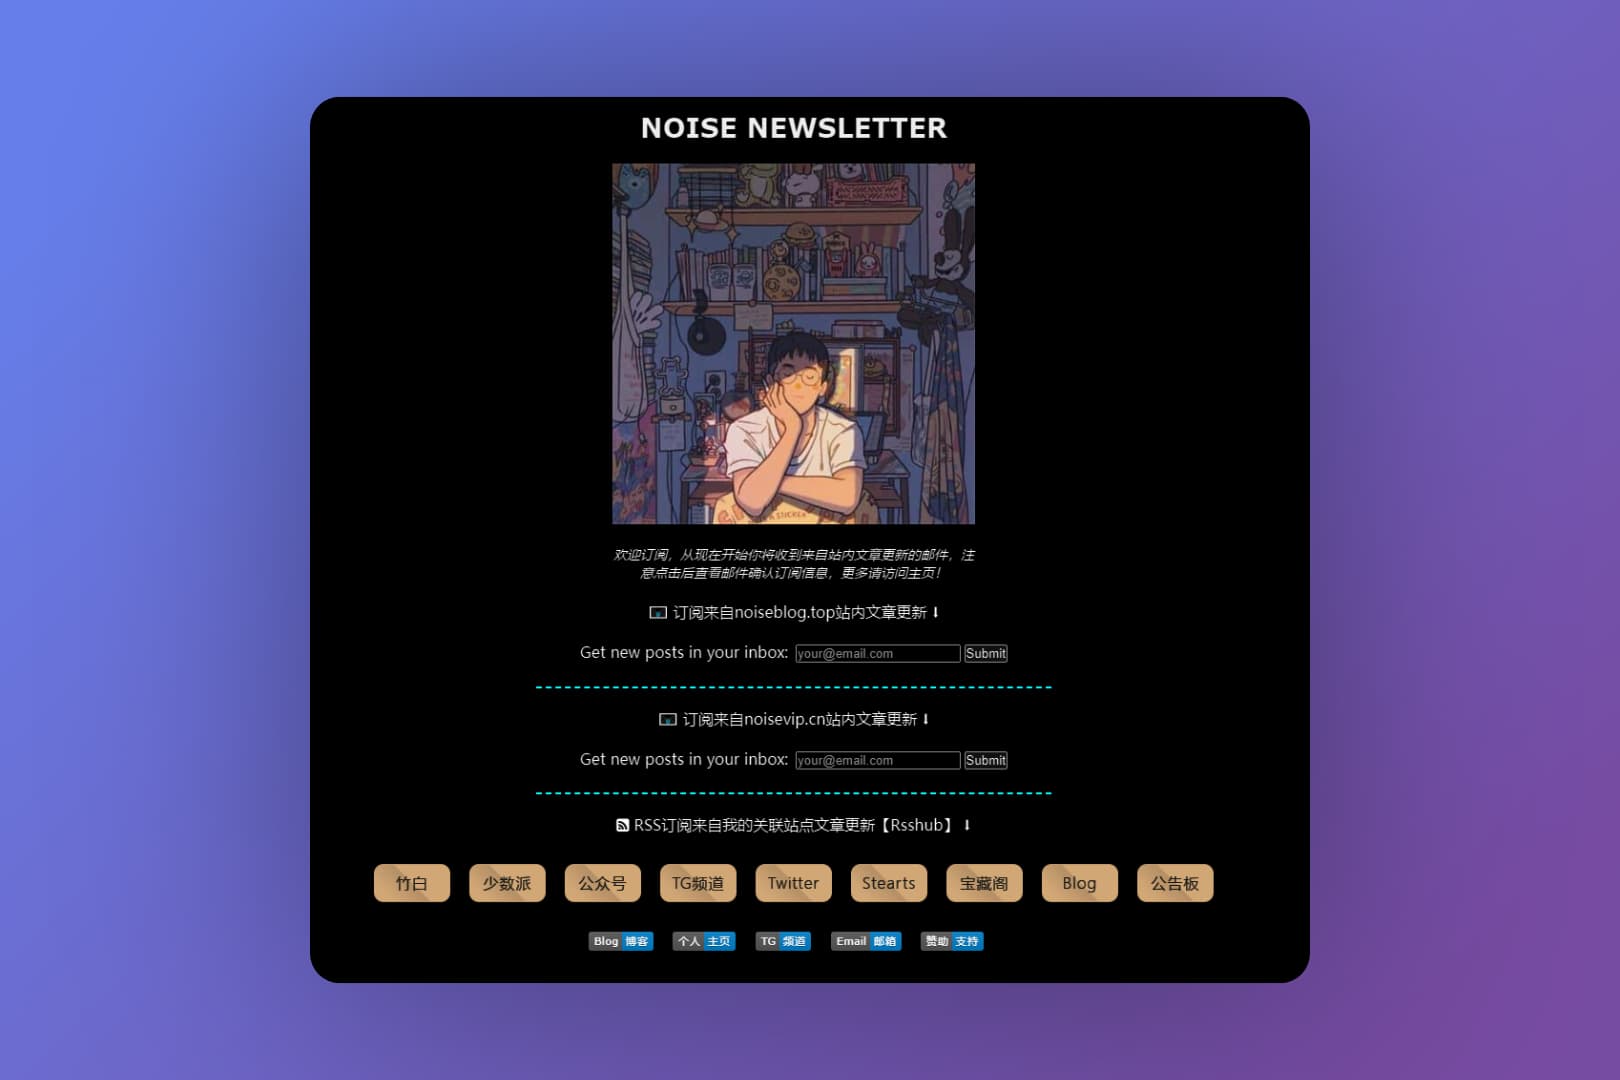 NOISE NEWSLETTER
欢迎订阅，从现在开始你将收到来自站内文章更新的邮件，注
意点击后查看邮件确认订阅信息，更多请访问主页！
订阅来自noiseblog.top站内文章更新⬇
Get new posts in your inbox: your@email.com Submit
订阅来自noisevip.cn站内文章更新⬇
Get new posts in your inbox: your@email.com Submit
RSS订阅来自我的关联站点文章更新【Rsshub】 ⬇
竹白 少数派 公众号 TG频道 Twitter Stearts 宝藏阁 Blog 公告板
Blog 博客 个人 主页 TG 频道 Email 邮箱 赞助 支持